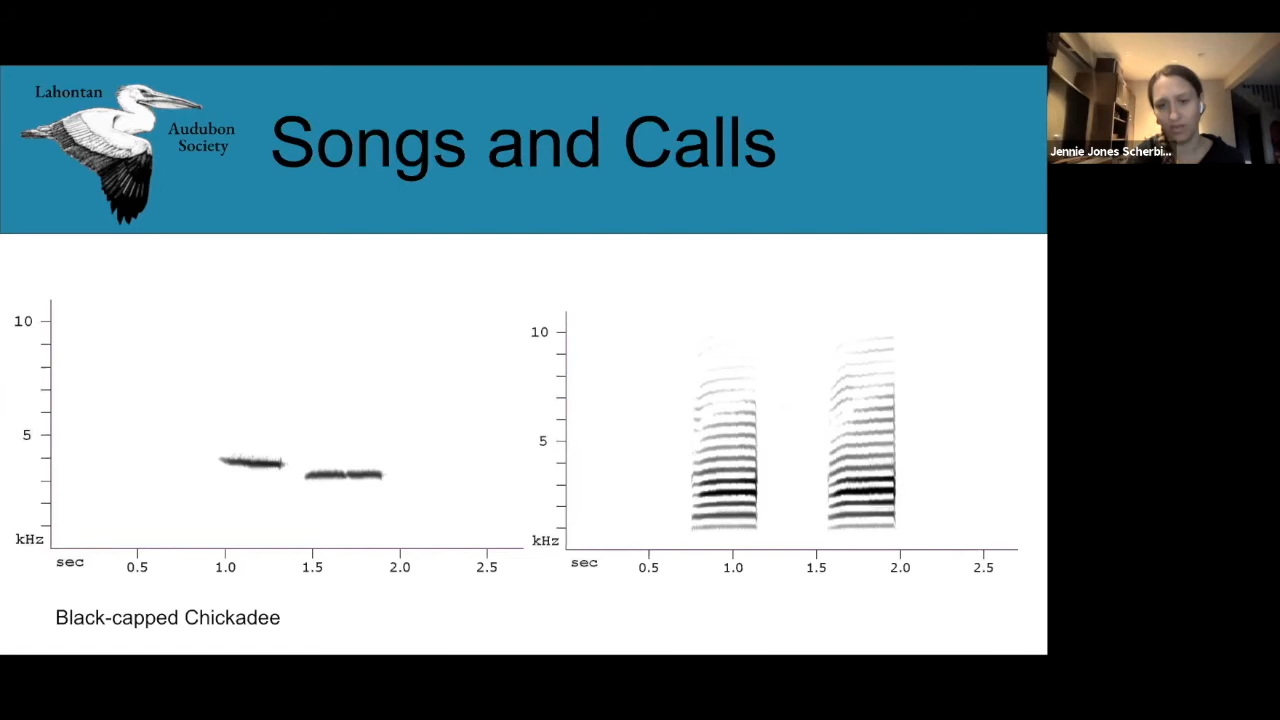 Lahontan
Audubon
Society
Songs and Calls
Jennie Jones Scherbi...
10
5
kHz
sec
0.5
1.0
1.5
2.0
2.5
10
5
kHz
sec
0.5
1.0
1.5
2.0
2.5
Black-capped Chickadee